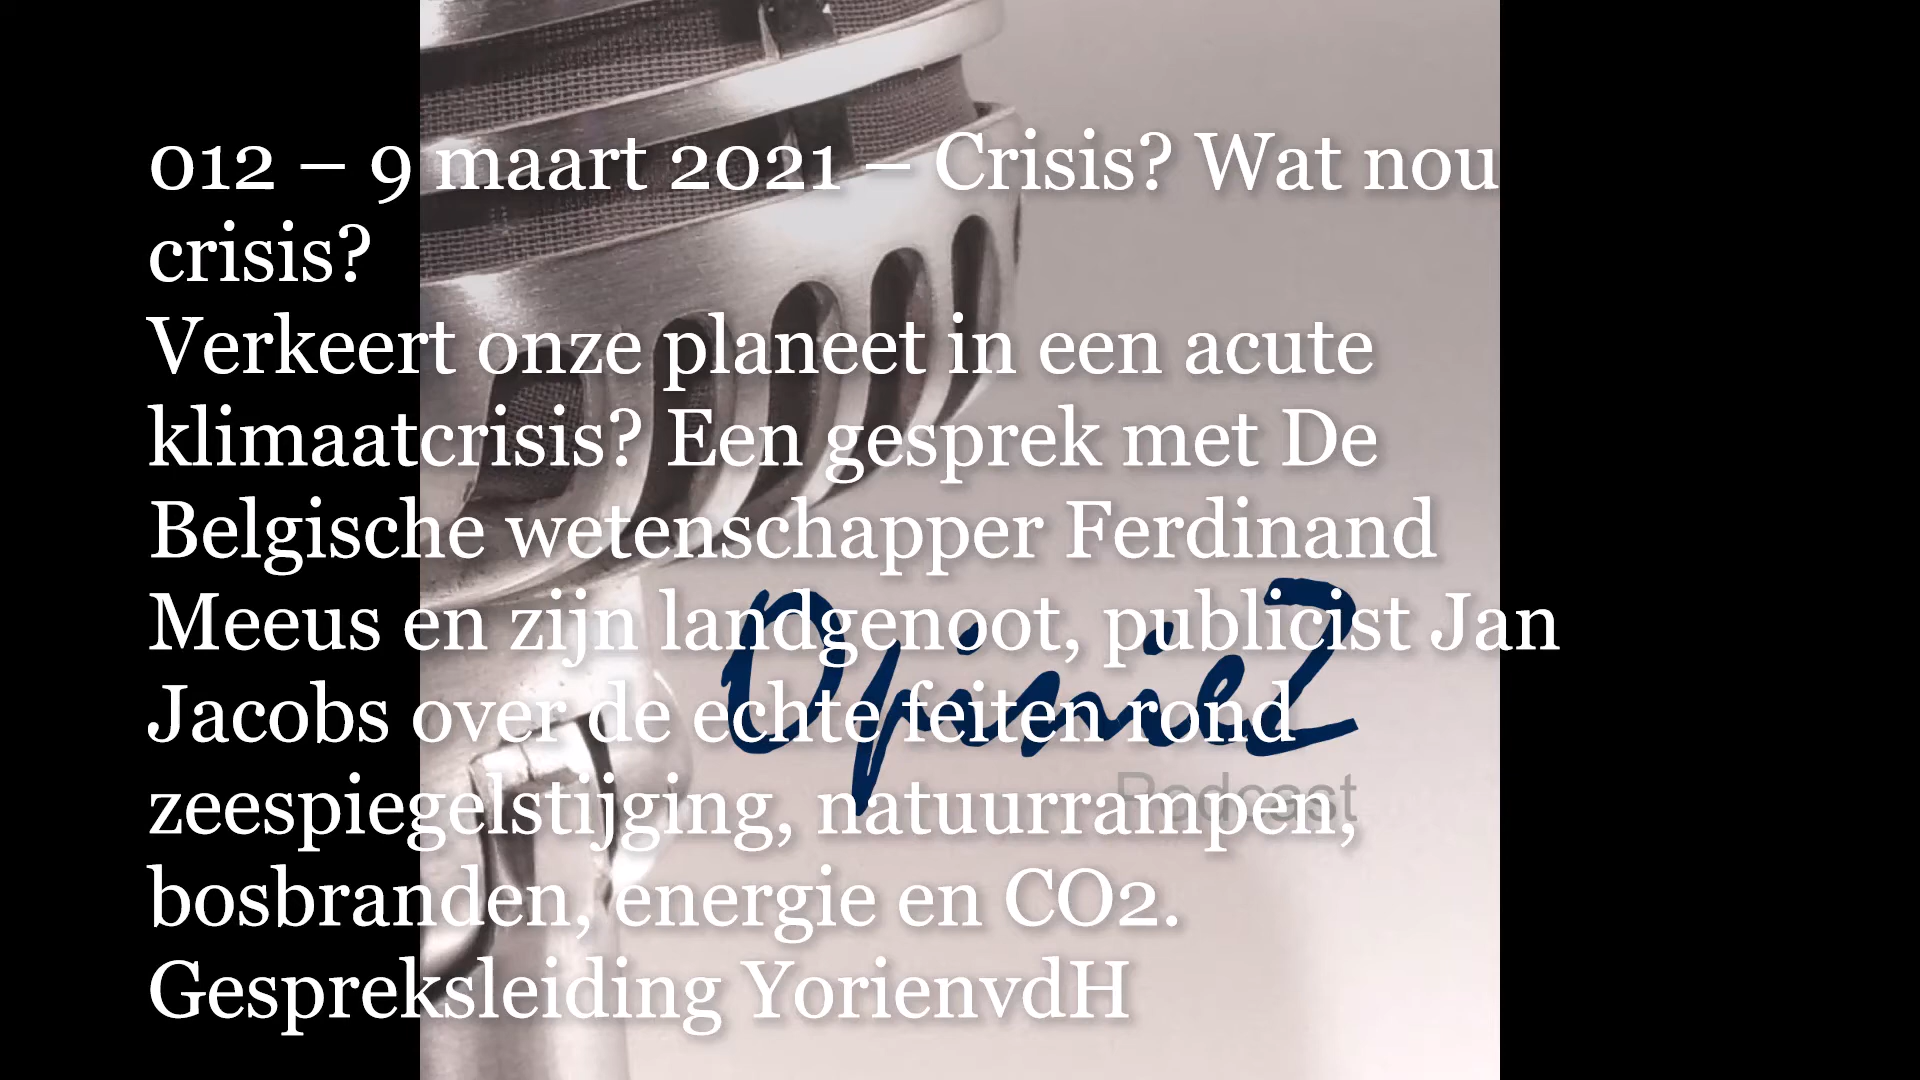 012 – 9 maart 2021 – Crisis? Wat nou
crisis?
Verkeert onze planeet in een acute
klimaatcrisis? Een gesprek met De
Belgische wetenschapper Ferdinand
Meeus en zijn landgenoot, publicist Jan
Jacobs over de echte feiten rond
zeespiegelstijging, natuurrampen,
bosbranden, energie en CO2.
Gespreksleiding YorienvdH
OpinieZ
Podcast